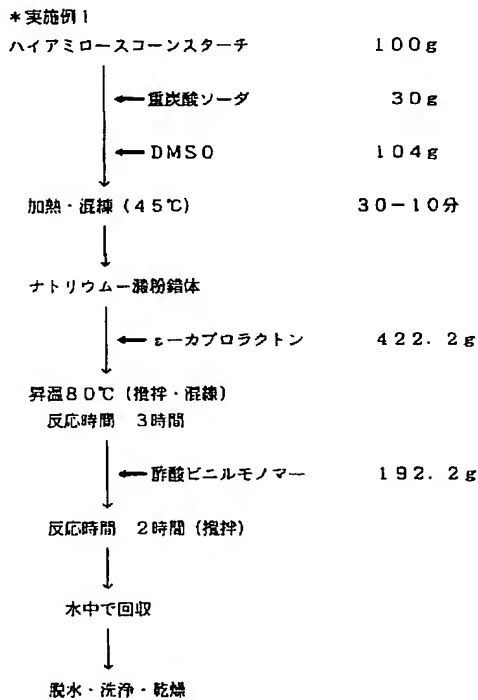 *実施例1
ハイアミロースコーンスターチ 100g
重炭酸ソーダ 30g
DMSO 104g
加熱・混練(45℃) 30-10分
ナトリウムー澱粉錯体
ε-カプロラクトン 422.2g
昇温80℃(撹拌・混練)
反応時間 3時間
酢酸ビニルモノマー 192.2g
反応時間 2時間(撹拌)
水中で回収
脱水・洗浄・乾燥